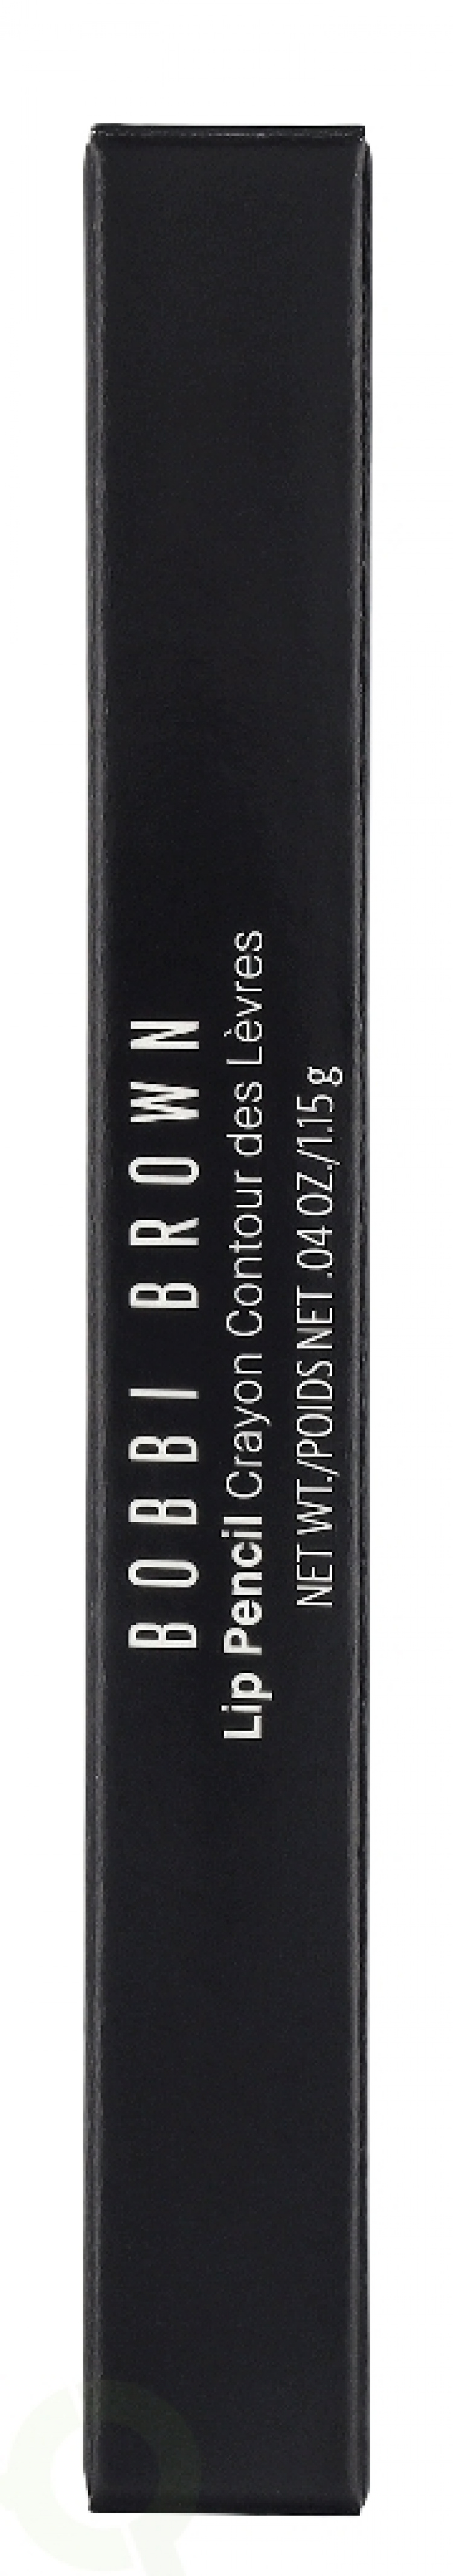 BOBBI BROWN
Lip Pencil Crayon Contour des Lèvres
NET WT./POIDS NET .04 OZ./1.15 g